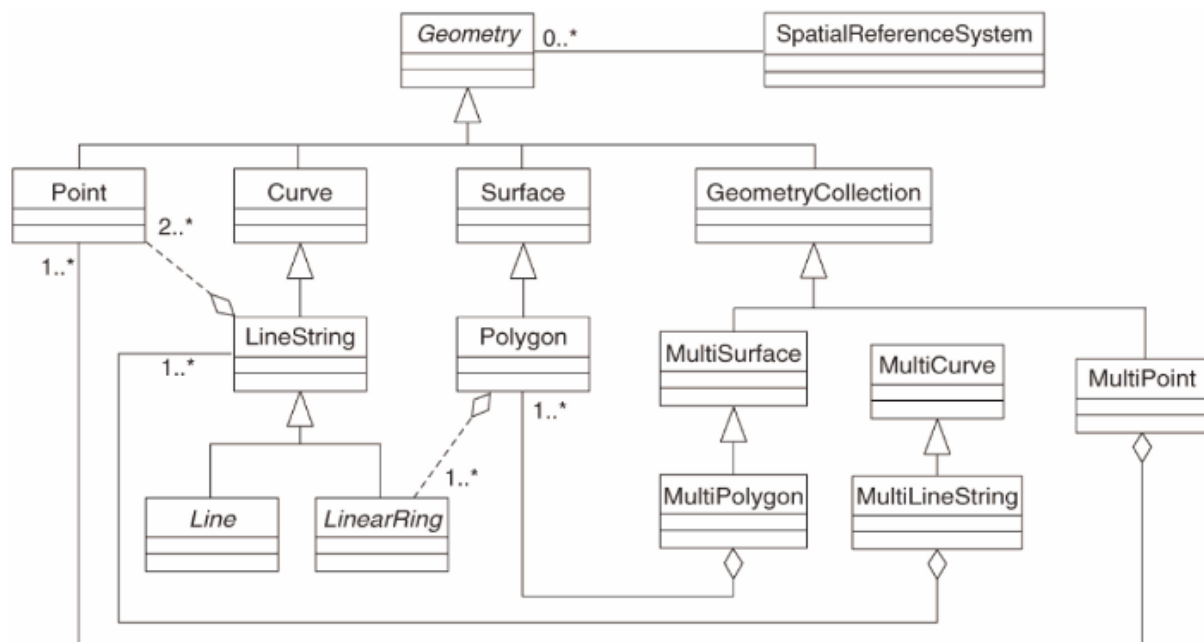 Geometry
0..*
SpatialReferenceSystem
Point
Curve
Surface
GeometryCollection
2..*
1..*
LineString
Polygon
MultiSurface
MultiCurve
MultiPoint
1..*
1..*
1..*
Line
LinearRing
MultiPolygon
MultiLineString